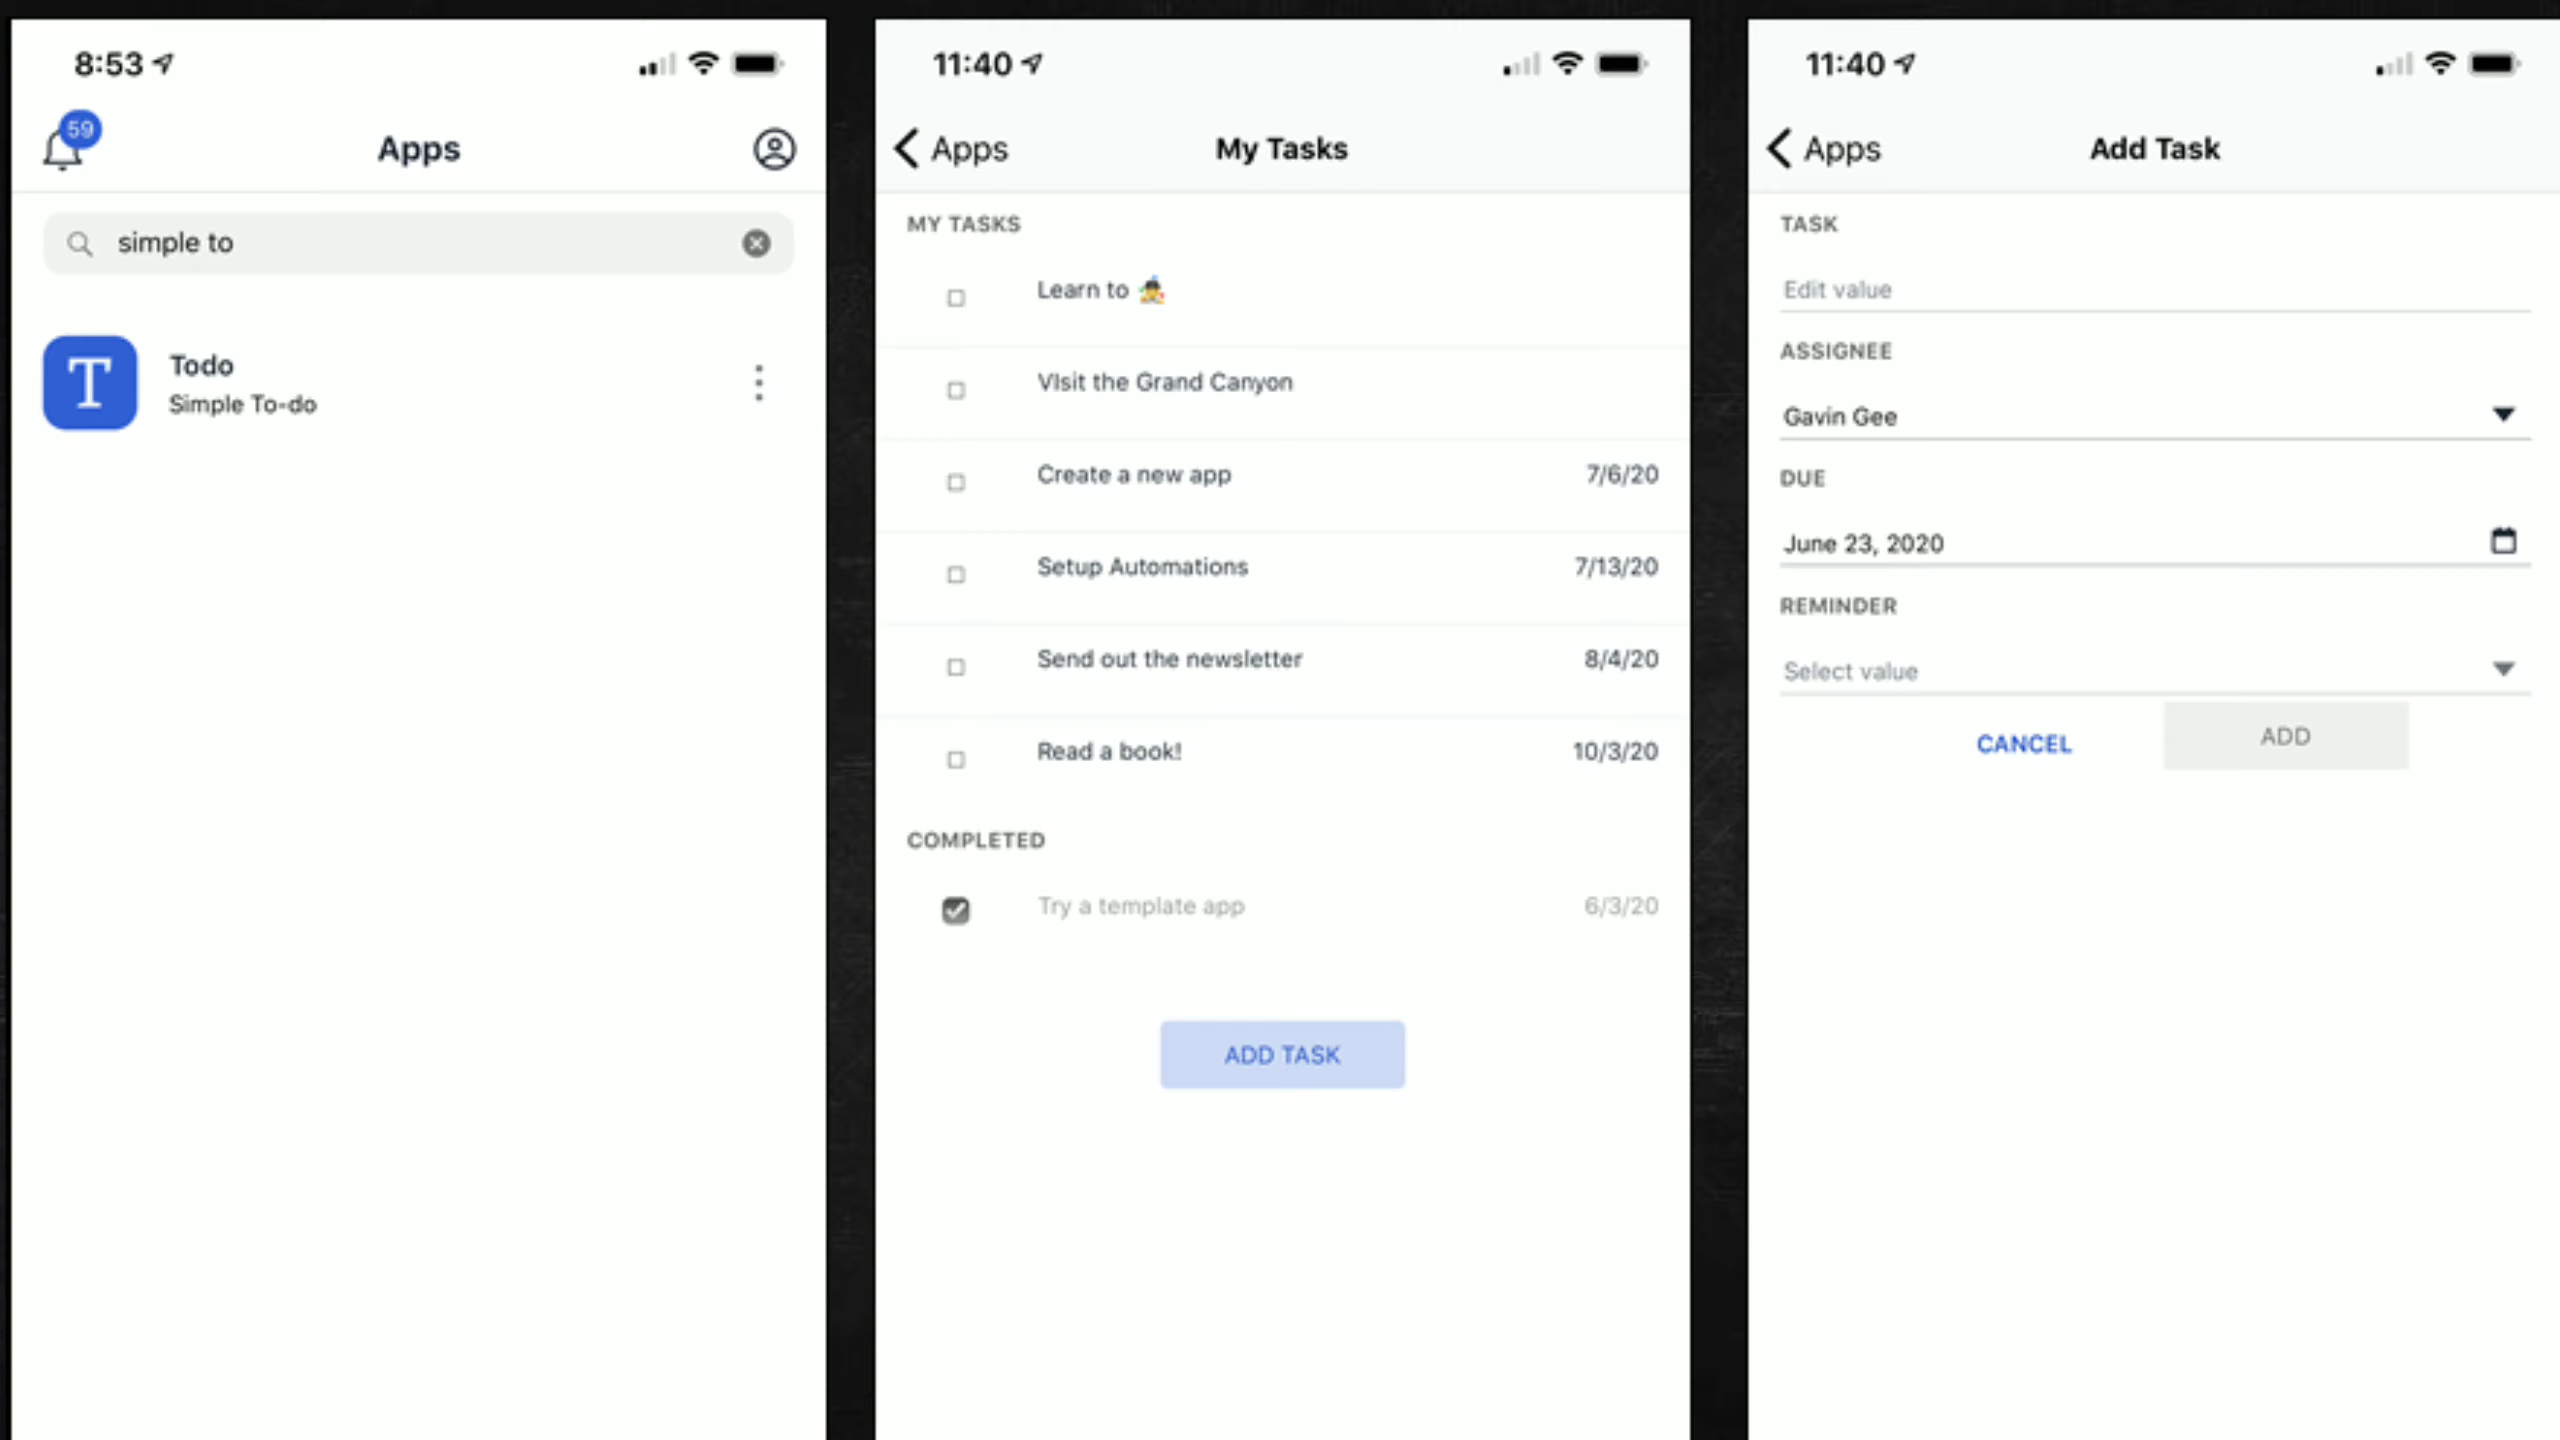 8:53
59
Apps
simple to
T
Todo
Simple To-do
11:40
Apps
My Tasks
MY TASKS
Learn to
VIsit the Grand Canyon
Create a new app 7/6/20
Setup Automations 7/13/20
Send out the newsletter 8/4/20
Read a book! 10/3/20
COMPLETED
Try a template app 6/3/20
ADD TASK
11:40
Apps
Add Task
TASK
Edit value
ASSIGNEE
Gavin Gee
DUE
June 23, 2020
REMINDER
Select value
CANCEL
ADD